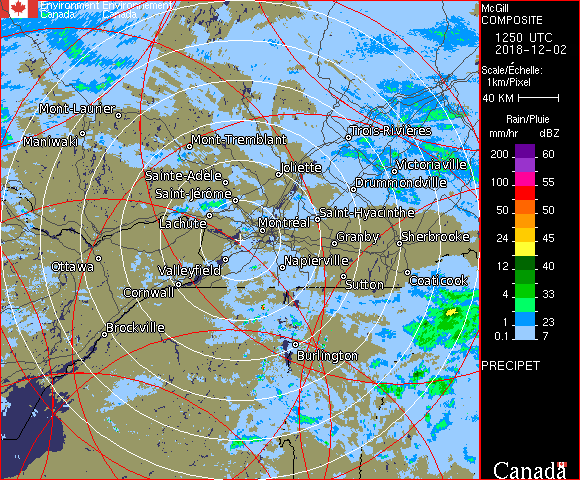 Environment Environnement
Canada Canada
McGill
COMPOSITE
1250 UTC
2018-12-02
Scale/Échelle:
1km/Pixel
40 KM
Rain/Pluie
mm/hr dBZ
200 60
100 55
50 50
24 45
12 40
4 33
1 23
0.1 7
PRECIPET
Mont-Laurier
Maniwaki
Mont-Tremblant
Trois-Rivières
Sainte-Adèle
Joliette
Victoriaville
Saint-Jérôme
Drummondville
Lachute
Montréal
Saint-Hyacinthe
Granby
Sherbrooke
Ottawa
Valleyfield
Napierville
Cornwall
Sutton
Coaticook
Brockville
Burlington
Canada